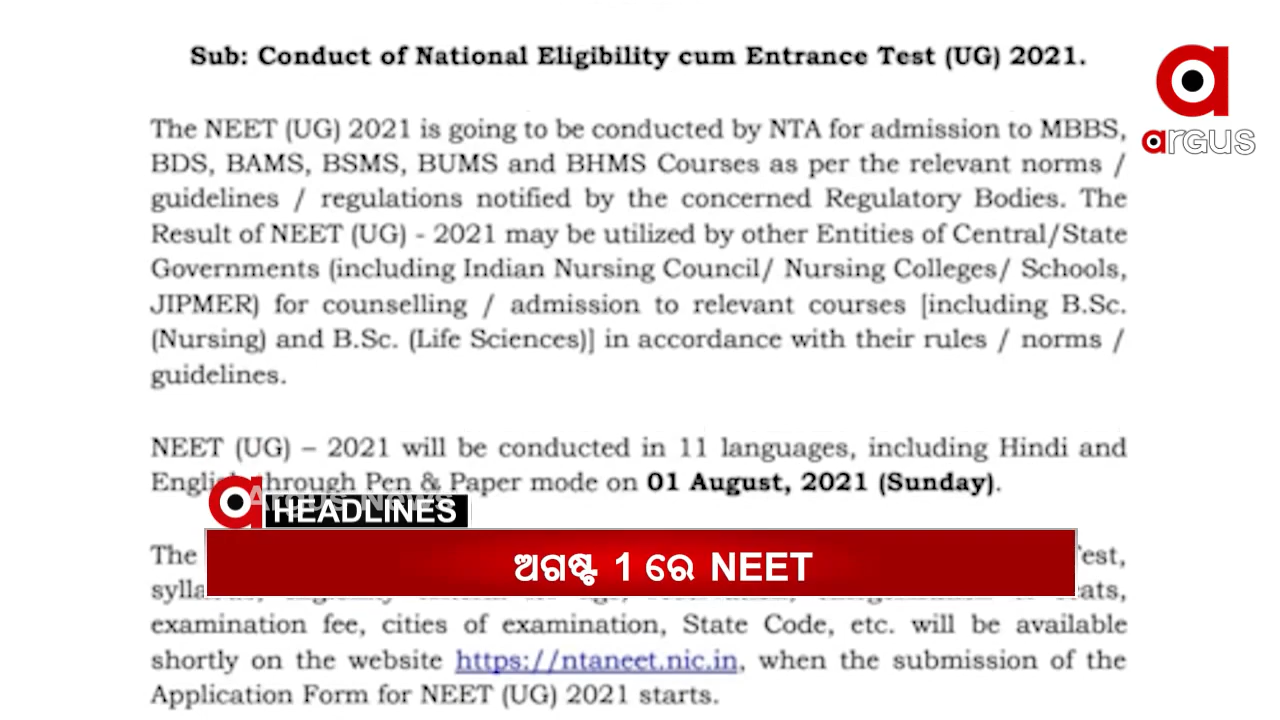 Sub: Conduct of National Eligibility cum Entrance Test (UG) 2021.
argus
The NEET (UG) 2021 is going to be conducted by NTA for admission to MBBS,
BDS, BAMS, BSMS, BUMS and BHMS Courses as per the relevant norms /
guidelines / regulations notified by the concerned Regulatory Bodies. The
Result of NEET (UG) - 2021 may be utilized by other Entities of Central/State
Governments (including Indian Nursing Council/ Nursing Colleges/ Schools,
JIPMER) for counselling / admission to relevant courses [including B.Sc.
(Nursing) and B.Sc. (Life Sciences)] in accordance with their rules / norms /
guidelines.
NEET (UG) – 2021 will be conducted in 11 languages, including Hindi and
through Pen & Paper mode on 01 August, 2021 (Sunday).
Argus News
HEADLINES
ଅଗଷ୍ଟ 1 ରେ NEET
The
examination fee, cities of examination, State Code, etc. will be available
shortly on the website https://ntaneet.nic.in, when the submission of the
Application Form for NEET (UG) 2021 starts.